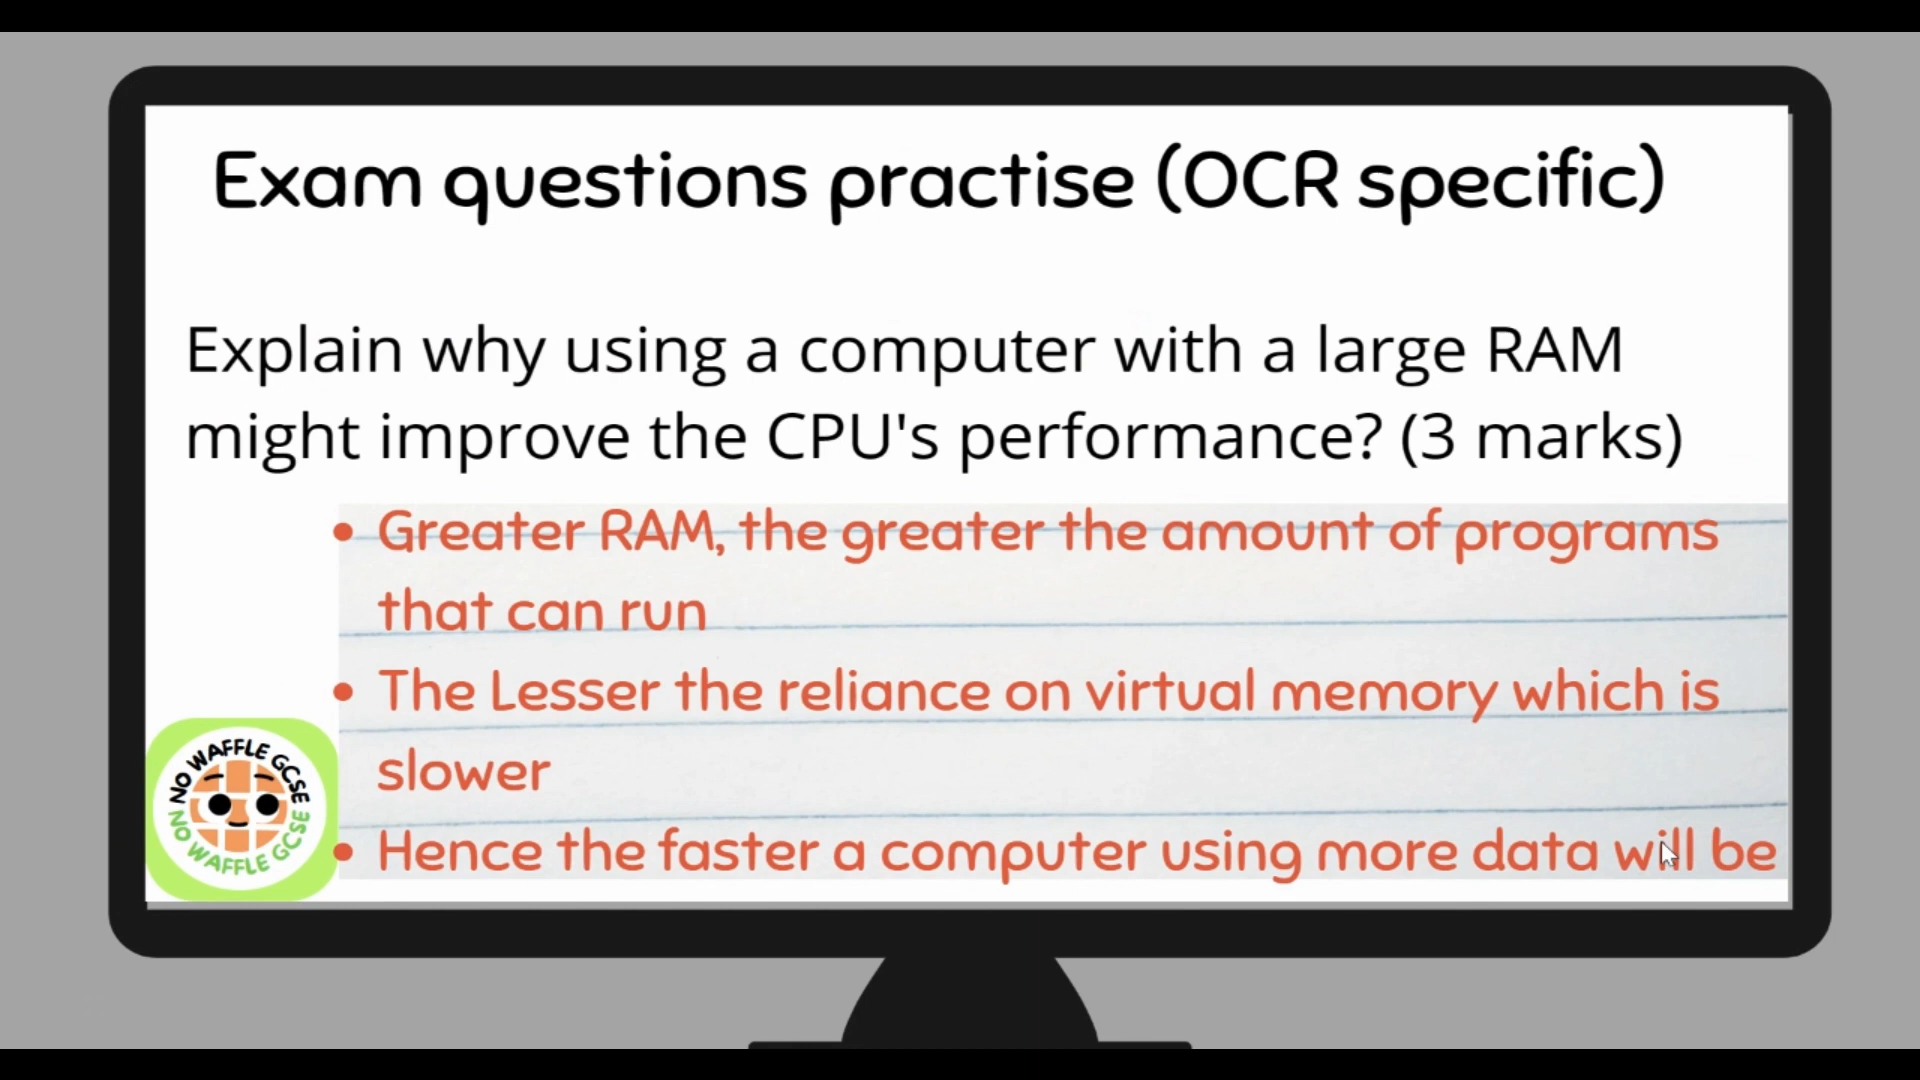 Exam questions practise (OCR specific)
Explain why using a computer with a large RAM
might improve the CPU's performance? (3 marks)
• Greater RAM, the greater the amount of programs
that can run
• The Lesser the reliance on virtual memory which is
slower
• Hence the faster a computer using more data will be
NO WAFFLE GCSE
NO WAFFLE GCSE